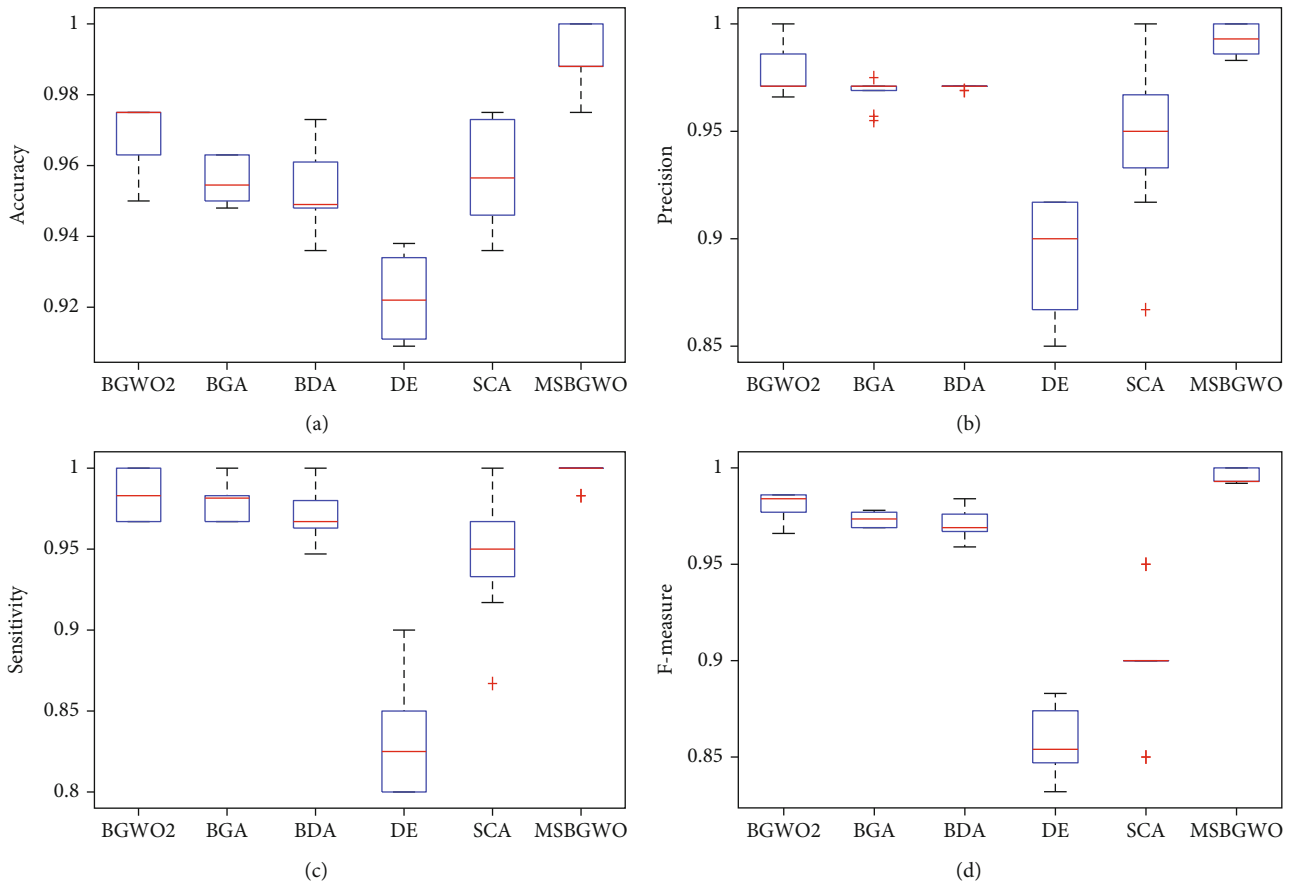 Accuracy
1
0.98
0.96
0.94
0.92
BGWO2 BGA BDA DE SCA MSBGWO
(a)
Precision
1
0.95
0.9
0.85
BGWO2 BGA BDA DE SCA MSBGWO
(b)
Sensitivity
1
0.95
0.9
0.85
0.8
BGWO2 BGA BDA DE SCA MSBGWO
(c)
F-measure
1
0.95
0.9
0.85
BGWO2 BGA BDA DE SCA MSBGWO
(d)